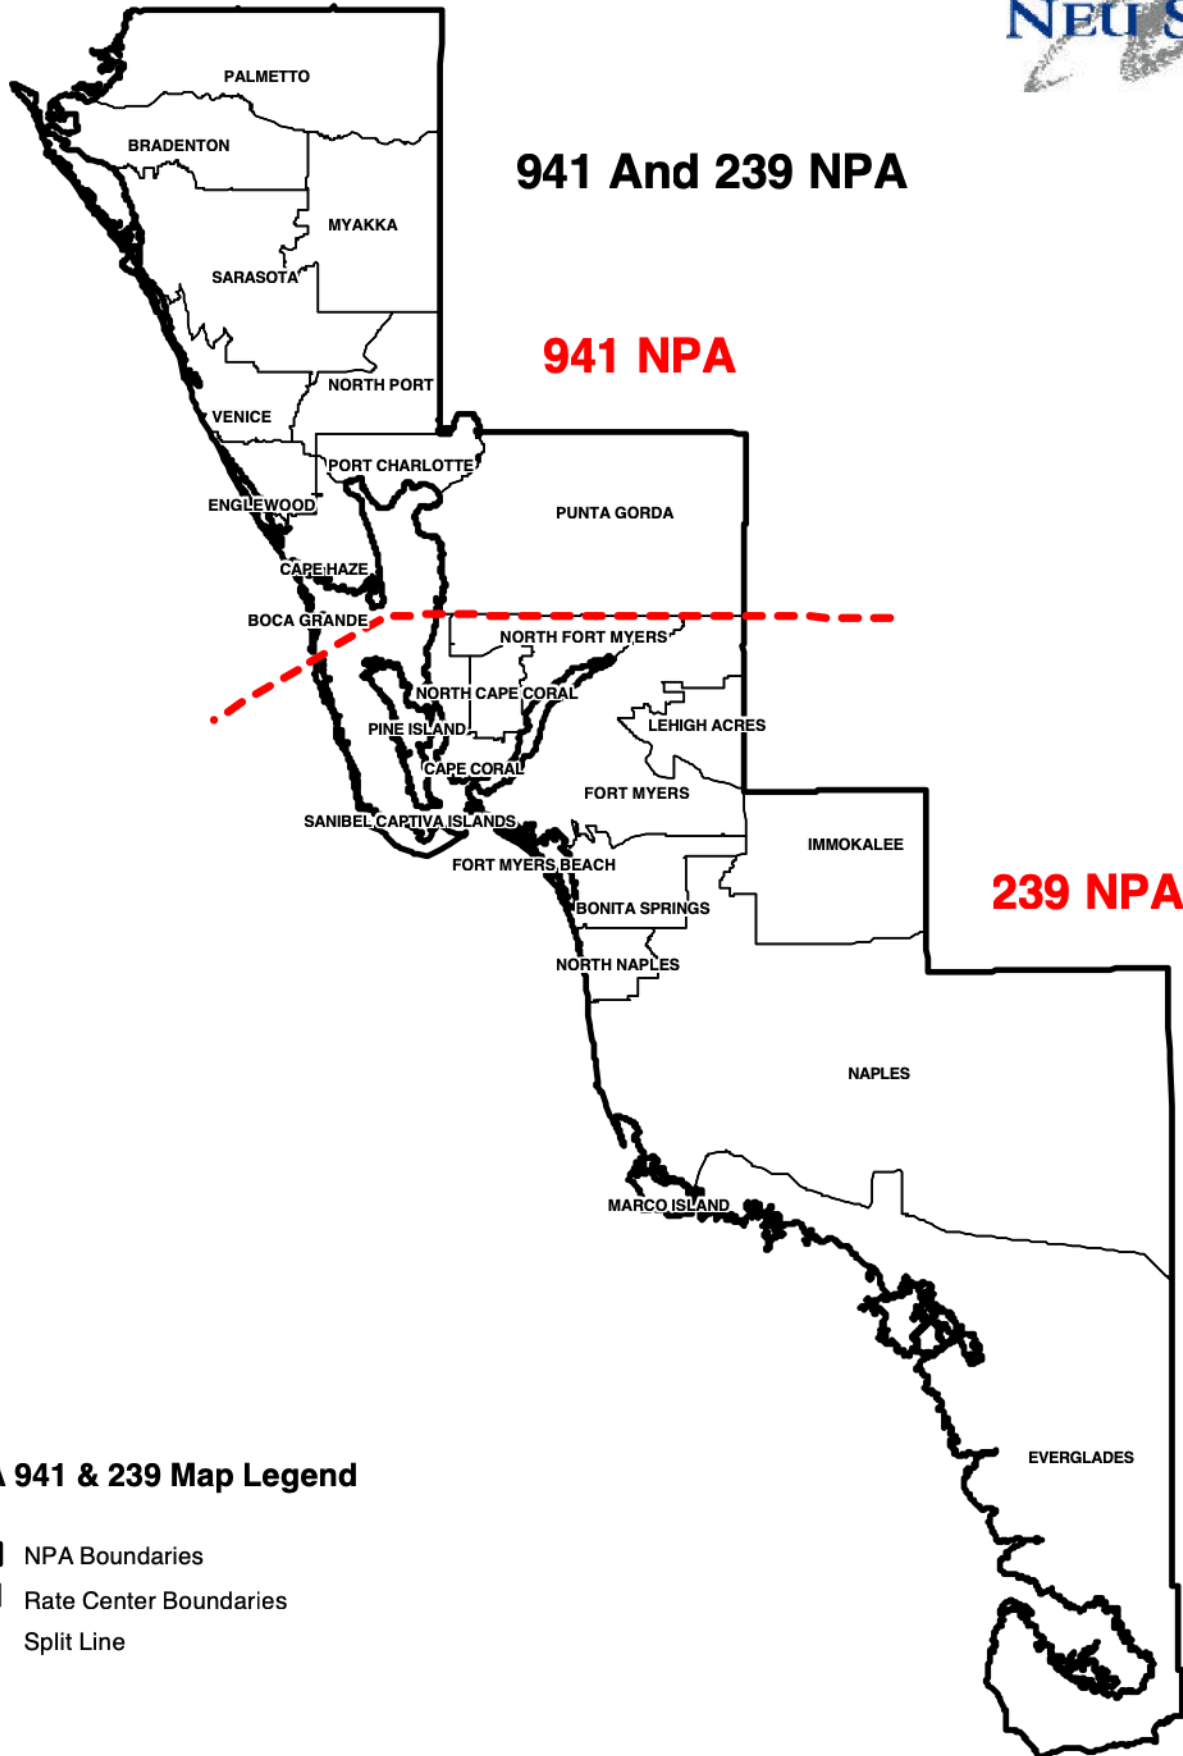 NEU S
PALMETTO
BRADENTON
941 And 239 NPA
MYAKKA
SARASOTA
941 NPA
NORTH PORT
VENICE
PORT CHARLOTTE
ENGLEWOOD
PUNTA GORDA
CAPE HAZE
BOCA GRANDE
NORTH FORT MYERS
NORTH CAPE CORAL
PINE ISLAND
LEHIGH ACRES
CAPE CORAL
FORT MYERS
SANIBEL CAPTIVA ISLANDS
IMMOKALEE
FORT MYERS BEACH
239 NPA
BONITA SPRINGS
NORTH NAPLES
NAPLES
MARCO ISLAND
EVERGLADES
A 941 & 239 Map Legend
NPA Boundaries
Rate Center Boundaries
Split Line